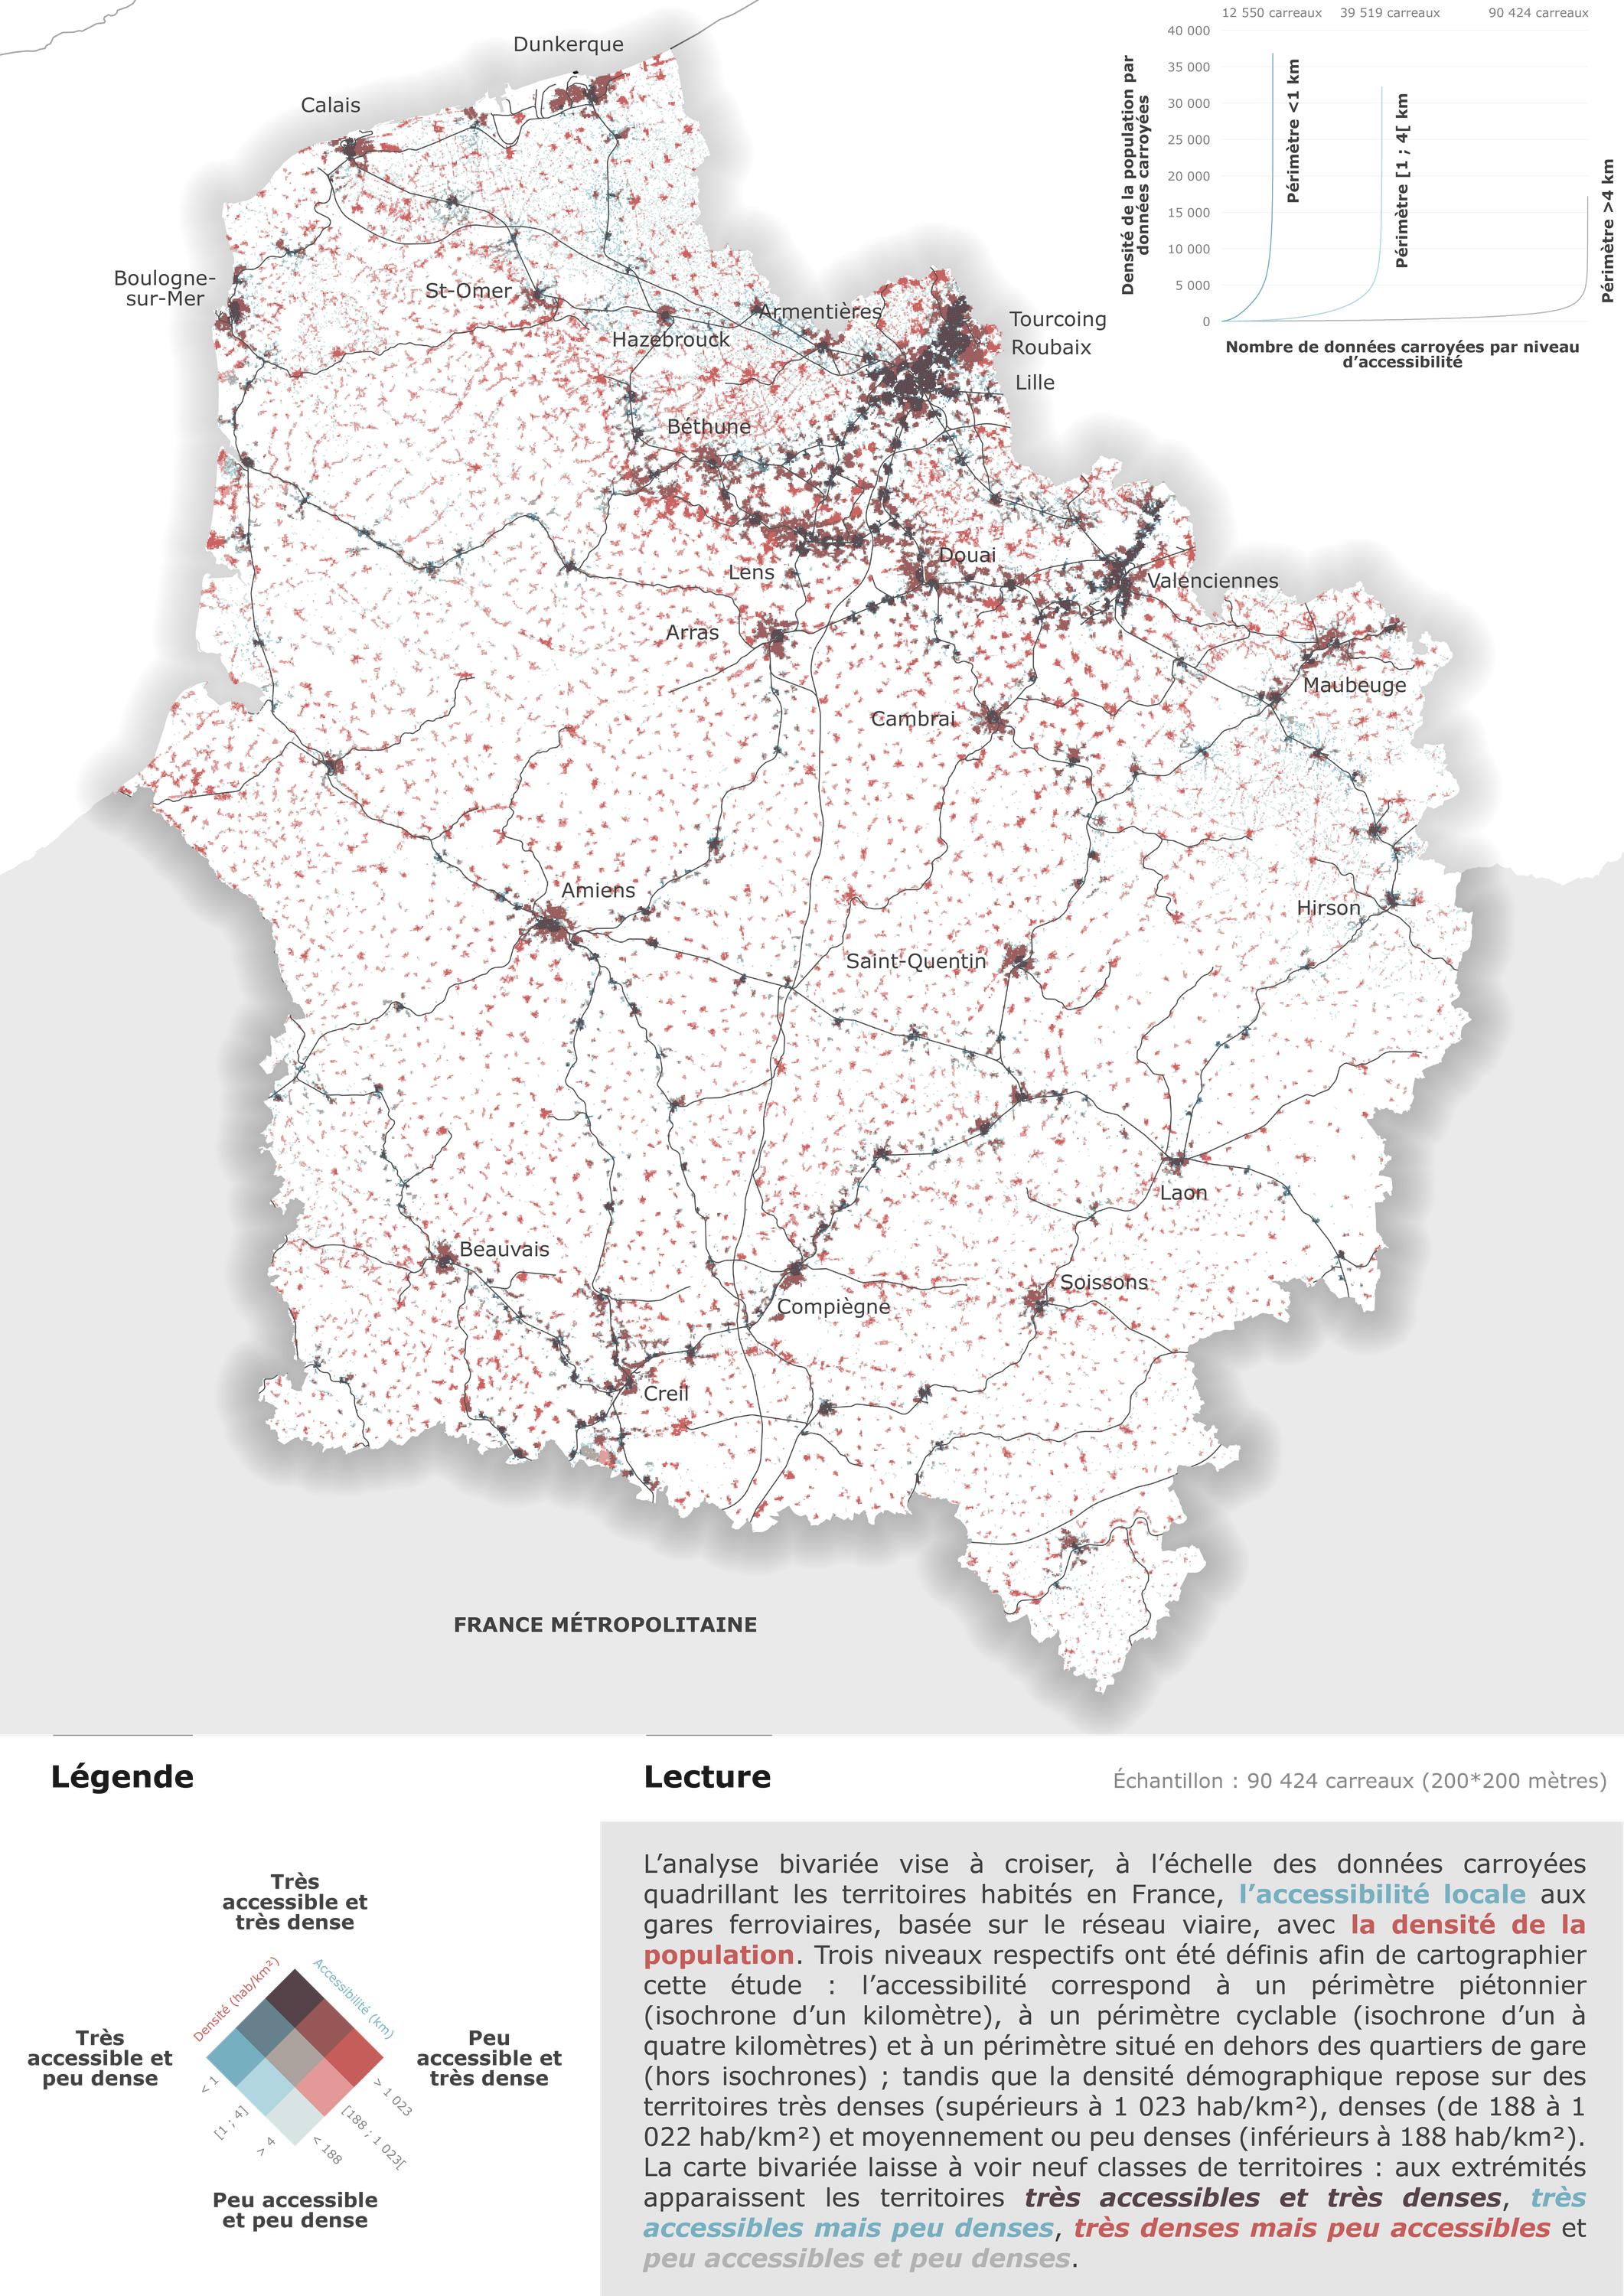 12 550 carreaux
39 519 carreaux
90 424 carreaux
40 000
35 000
30 000
25 000
20 000
15 000
10 000
5 000
0
Densité de la population par
données carroyées
Périmètre <1 km
Périmètre [1 ; 4[ km
Périmètre >4 km
Nombre de données carroyées par niveau
d’accessibilité
Dunkerque
Calais
Boulogne-
sur-Mer
St-Omer
Armentières
Hazebrouck
Tourcoing
Roubaix
Lille
Béthune
Douai
Lens
Valenciennes
Arras
Maubeuge
Cambrai
Amiens
Hirson
Saint-Quentin
Laon
Beauvais
Soissons
Compiègne
Creil
FRANCE MÉTROPOLITAINE
Légende
Très
accessible et
très dense
Densité (hab/km²)
Accessibilité (km)
Très
accessible et
peu dense
Peu
accessible et
très dense
< 1
[1 ; 4]
> 4
< 188
[188 ; 1 023[
> 1 023
Peu accessible
et peu dense
Lecture
Échantillon : 90 424 carreaux (200*200 mètres)
L’analyse bivariée vise à croiser, à l’échelle des données carroyées
quadrillant les territoires habités en France, l’accessibilité locale aux
gares ferroviaires, basée sur le réseau viaire, avec la densité de la
population. Trois niveaux respectifs ont été définis afin de cartographier
cette étude : l’accessibilité correspond à un périmètre piétonnier
(isochrone d’un kilomètre), à un périmètre cyclable (isochrone d’un à
quatre kilomètres) et à un périmètre situé en dehors des quartiers de gare
(hors isochrones) ; tandis que la densité démographique repose sur des
territoires très denses (supérieurs à 1 023 hab/km²), denses (de 188 à 1
022 hab/km²) et moyennement ou peu denses (inférieurs à 188 hab/km²).
La carte bivariée laisse à voir neuf classes de territoires : aux extrémités
apparaissent les territoires très accessibles et très denses, très
accessibles mais peu denses, très denses mais peu accessibles et
peu accessibles et peu denses.